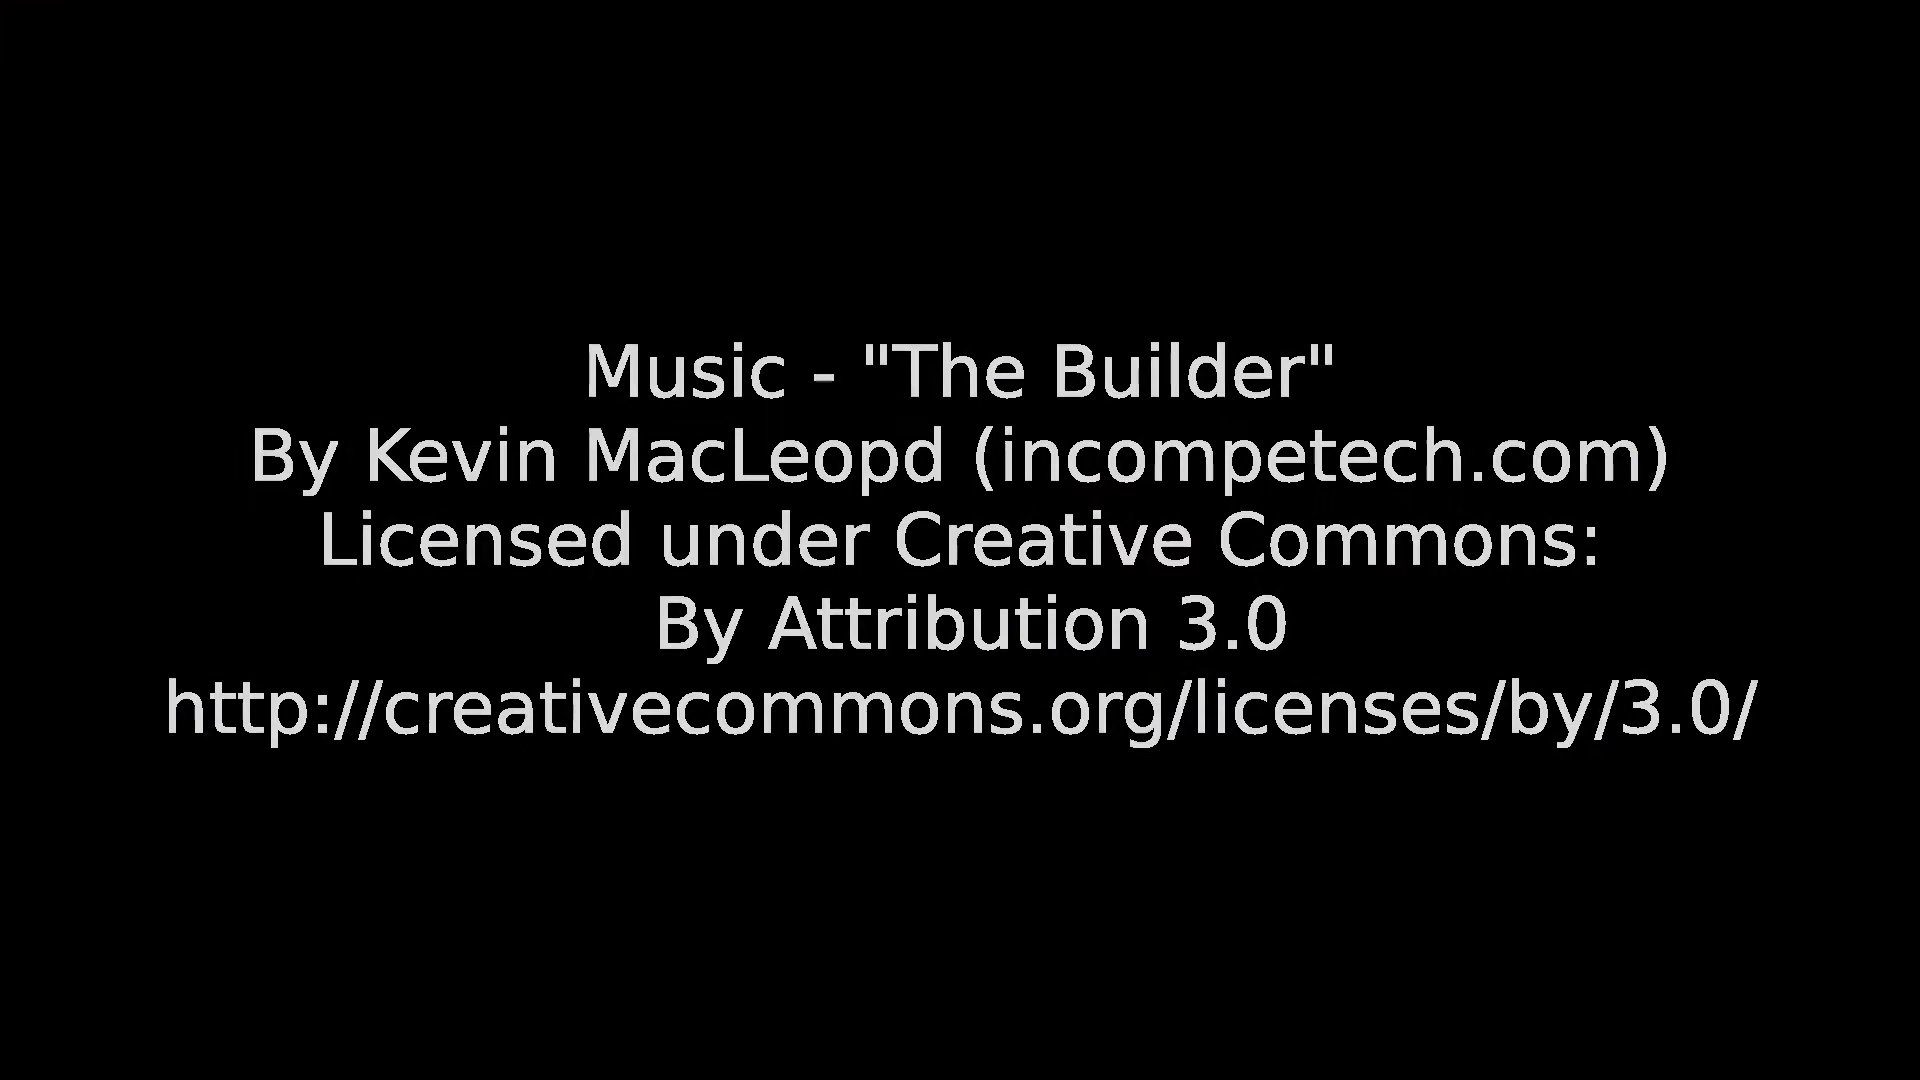 Music - "The Builder"
By Kevin MacLeopd (incompetech.com)
Licensed under Creative Commons:
By Attribution 3.0
http://creativecommons.org/licenses/by/3.0/